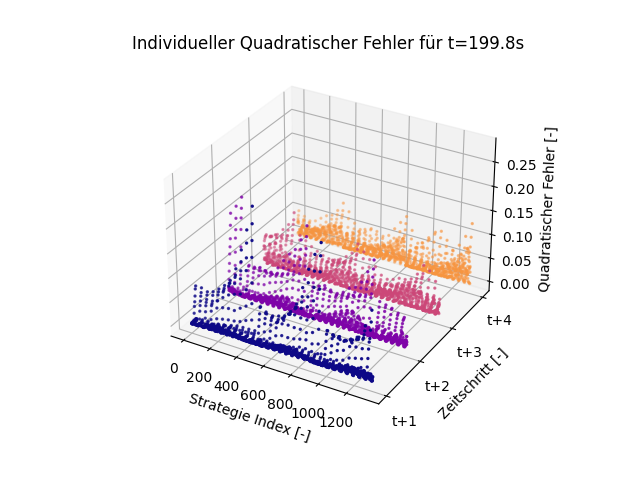 Individueller Quadratischer Fehler für t=199.8s
0.25
0.20
0.15
0.10
0.05
0.00
Quadratischer Fehler [-]
t+4
t+3
t+2
t+1
Zeitschritt [-]
0
200
400
600
800
1000
1200
Strategie Index [-]